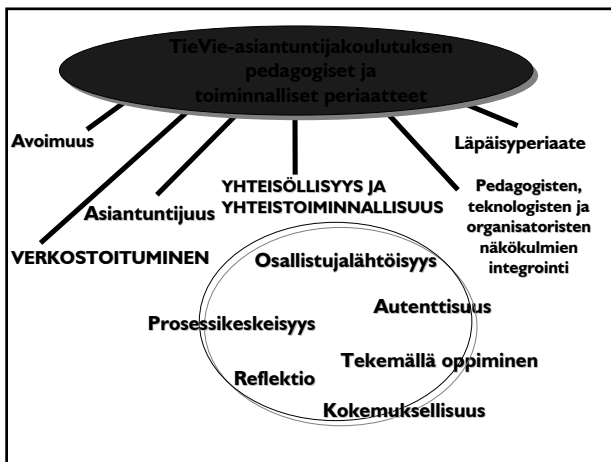 TieVie-asiantuntijakoulutuksen
pedagogiset ja
toiminnalliset periaatteet
Avoimuus
Läpäisyperiaate
Asiantuntijuus
YHTEISÖLLISYYS JA
YHTEISTOIMINNALLISUUS
Pedagogisten,
teknologisten ja
organisatoristen
näkökulmien
integrointi
VERKOSTOITUMINEN
Osallistujalähtöisyys
Autenttisuus
Prosessikeskeisyys
Tekemällä oppiminen
Reflektio
Kokemuksellisuus